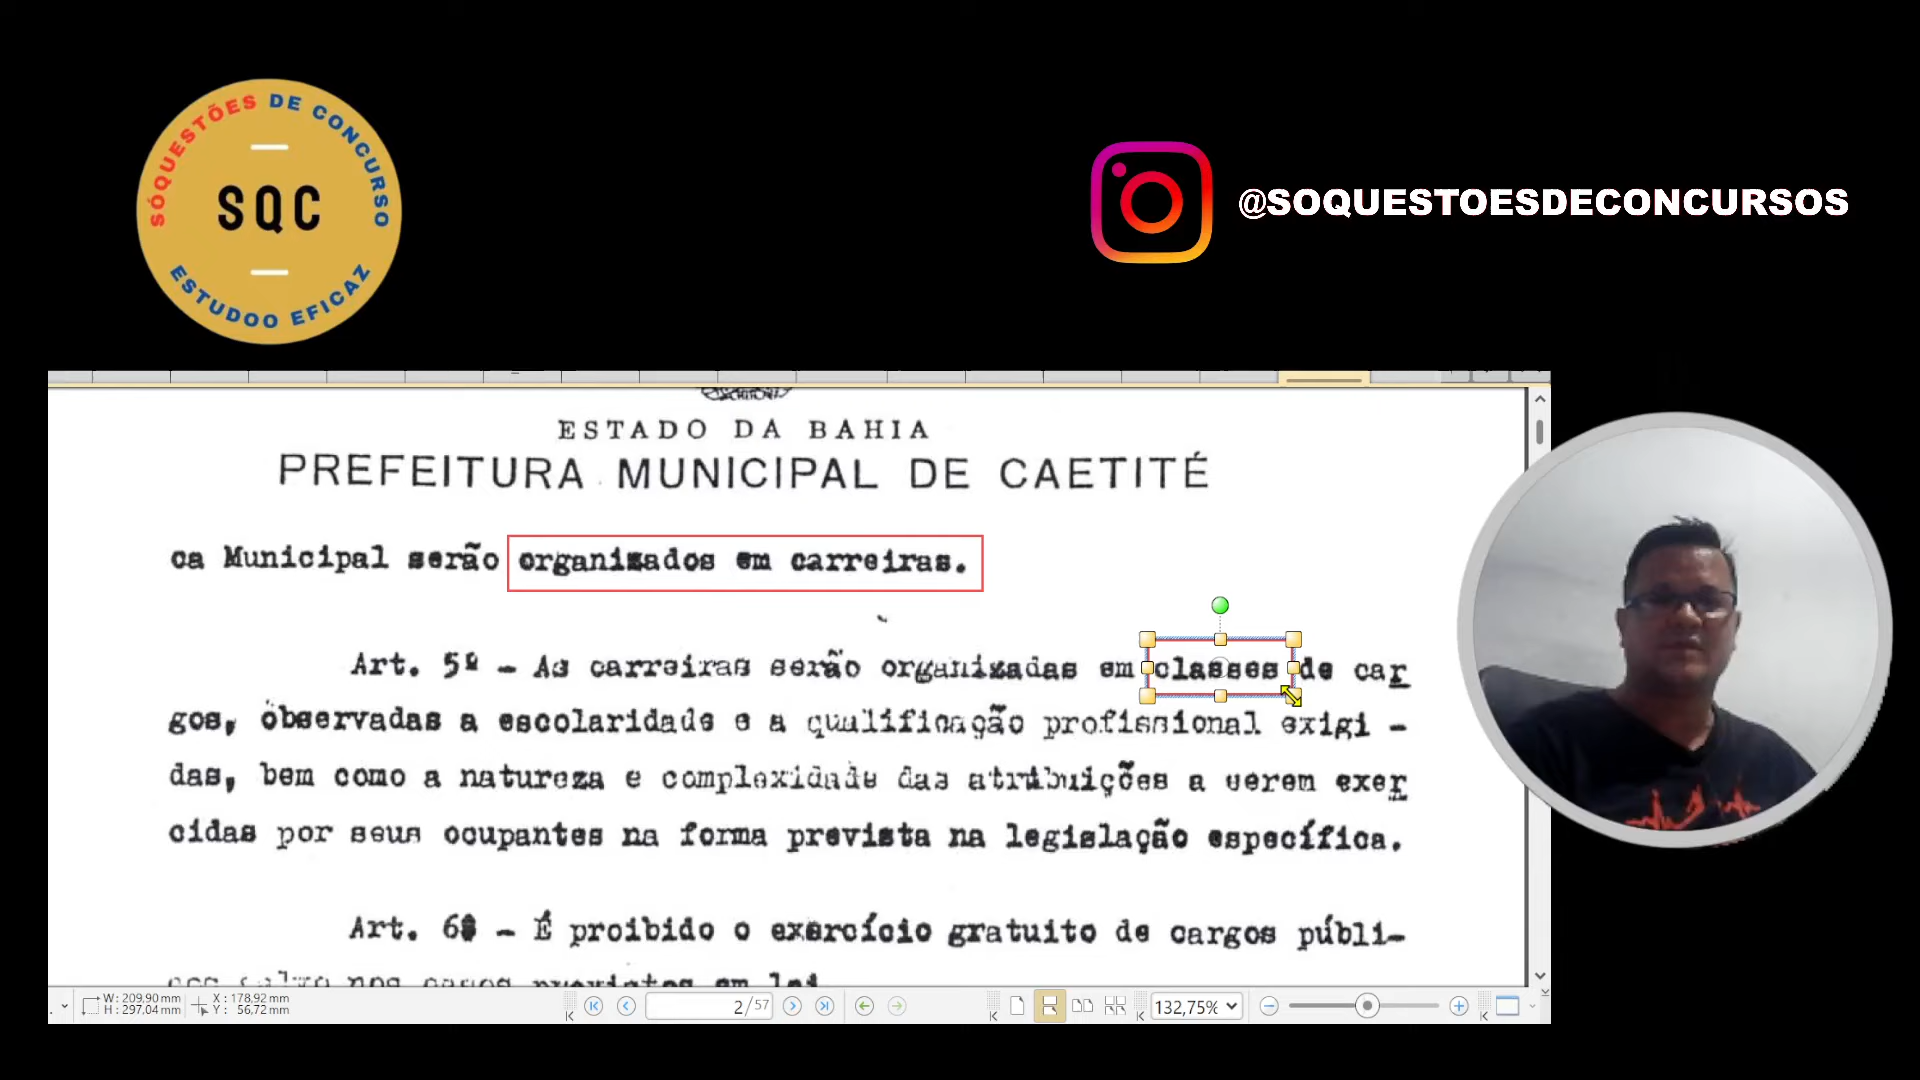 SÓQUESTÕES DE CONCURSO
SQC
ESTUDOO EFICAZ
@SOQUESTOESDECONCURSOS
ESTADO DA BAHIA
PREFEITURA MUNICIPAL DE CAETITÉ
ca Municipal serão organizados em carreiras.
Art. 5º - As carreiras serão organizadas em classes de car
gos, observadas a escolaridade e a qualificação profissional exigi -
das, bem como a natureza e complexidade das atribuições a serem exer
cidas por seus ocupantes na forma prevista na legislação específica.
Art. 6º - É proibido o exercício gratuito de cargos públi-
W: 209,90 mm
H: 297,04 mm
X: 178,92 mm
Y: 56,72 mm
2 / 57
132,75%